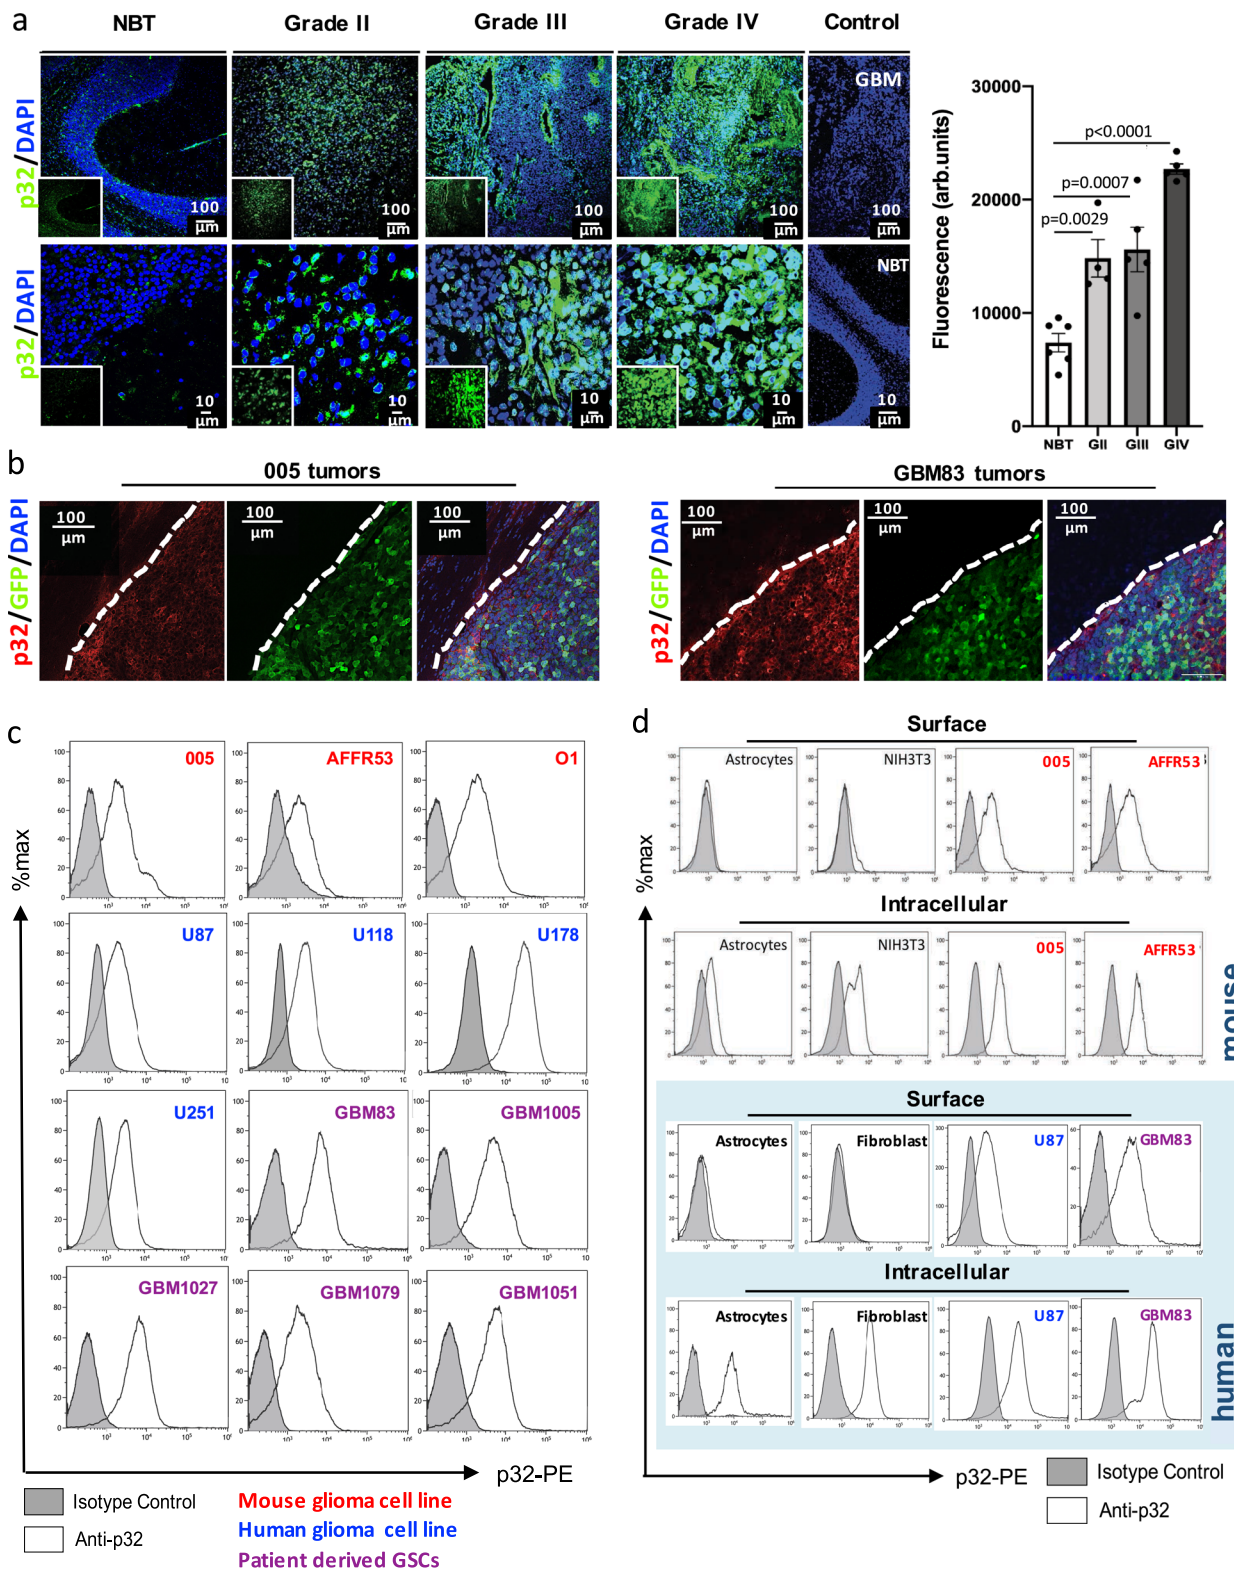 a
NBT
Grade II
Grade III
Grade IV
Control
p32/DAPI
GBM
100
µm
100
µm
100
µm
100
µm
100
µm
p32/DAPI
NBT
10
µm
10
µm
10
µm
10
µm
10
µm
Fluorescence (arb.units)
30000
20000
10000
0
p<0.0001
p=0.0007
p=0.0029
NBT
GII
GIII
GIV
b
005 tumors
GBM83 tumors
p32/GFP/DAPI
100
µm
100
µm
100
µm
p32/GFP/DAPI
100
µm
100
µm
100
µm
c
%max
005
AFFR53
O1
U87
U118
U178
U251
GBM83
GBM1005
GBM1027
GBM1079
GBM1051
p32-PE
Isotype Control
Anti-p32
Mouse glioma cell line
Human glioma cell line
Patient derived GSCs
d
%max
Surface
Astrocytes
NIH3T3
005
AFFR53
Intracellular
Astrocytes
NIH3T3
005
AFFR53
mouse
Surface
Astrocytes
Fibroblast
U87
GBM83
Intracellular
Astrocytes
Fibroblast
U87
GBM83
human
p32-PE
Isotype Control
Anti-p32